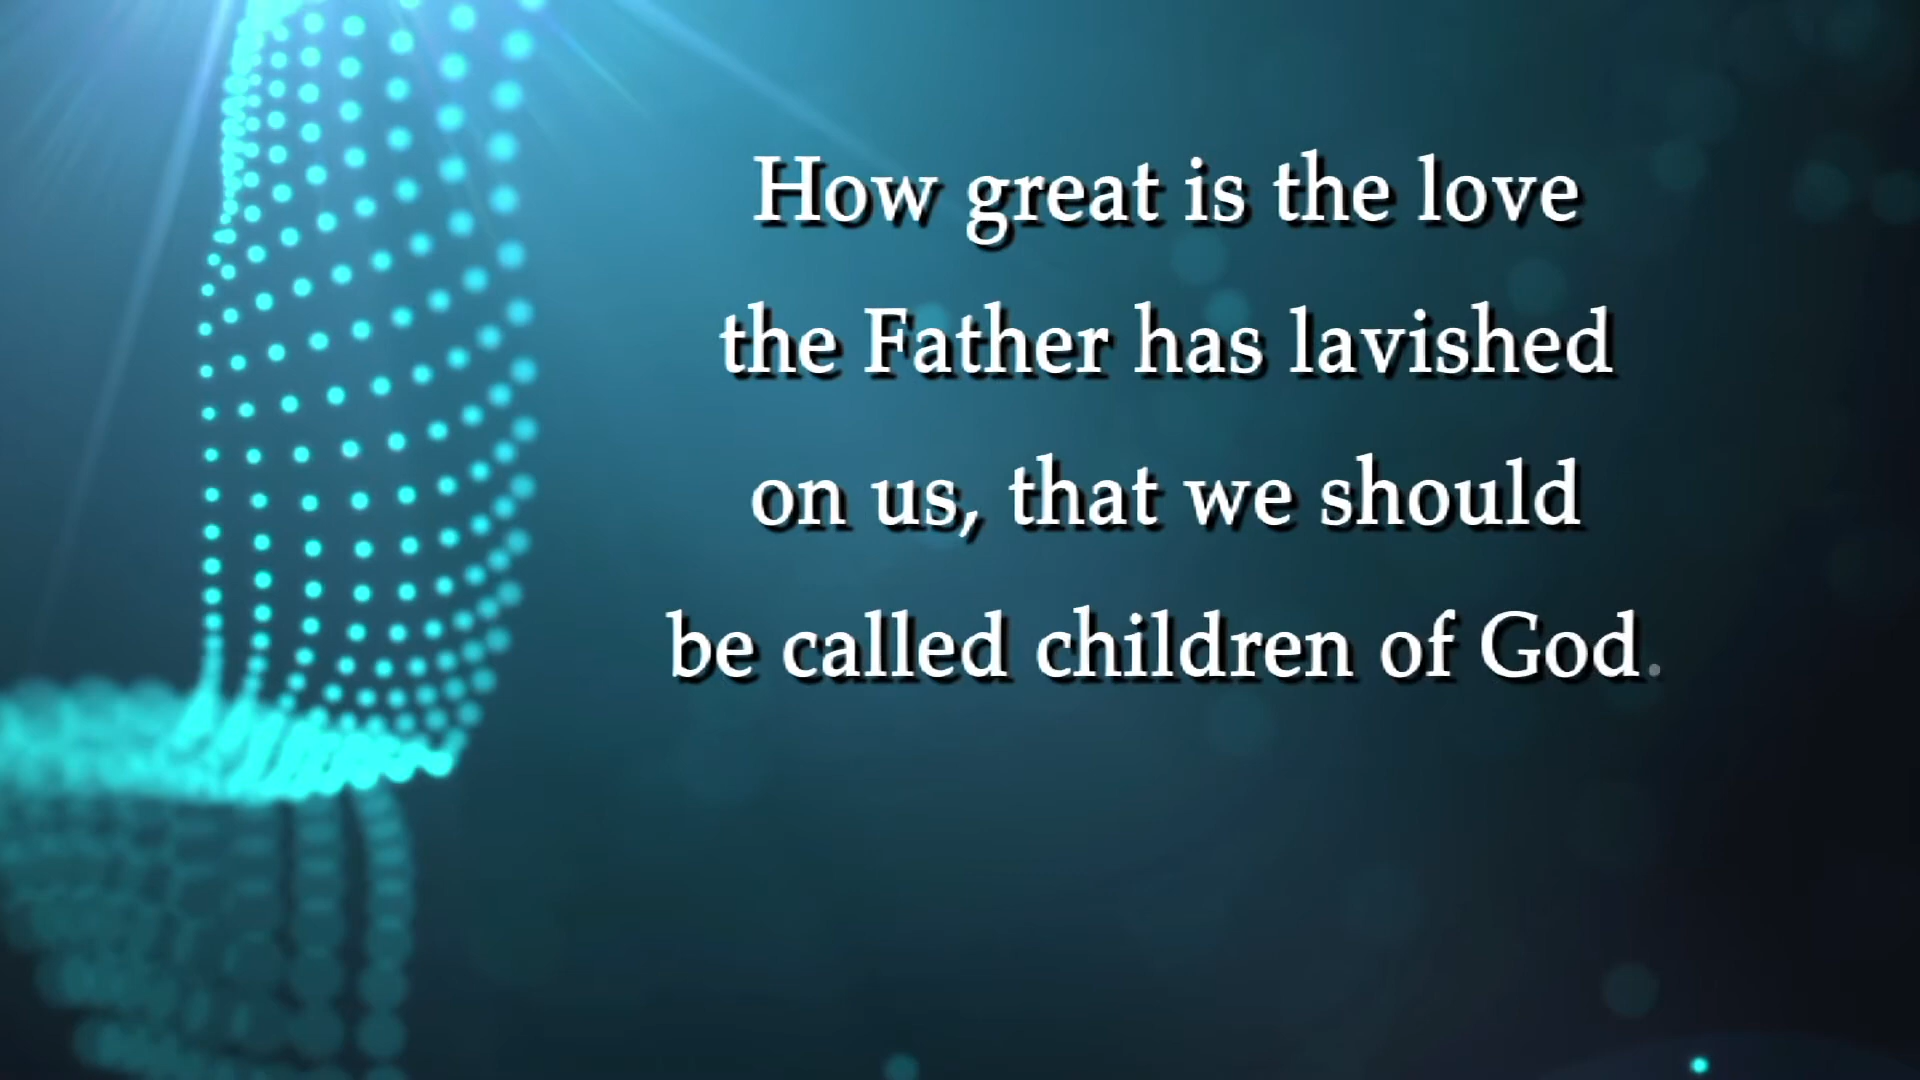 How great is the love
the Father has lavished
on us, that we should
be called children of God.